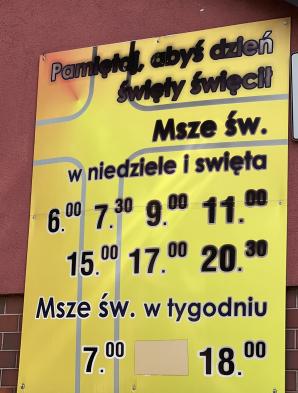 Pamiętaj, abyś dzień
święty święcił
Msze św.
w niedziele i swięta
6.00 7.30 9.00 11.00
15.00 17.00 20.30
Msze św. w tygodniu
7.00 18.00